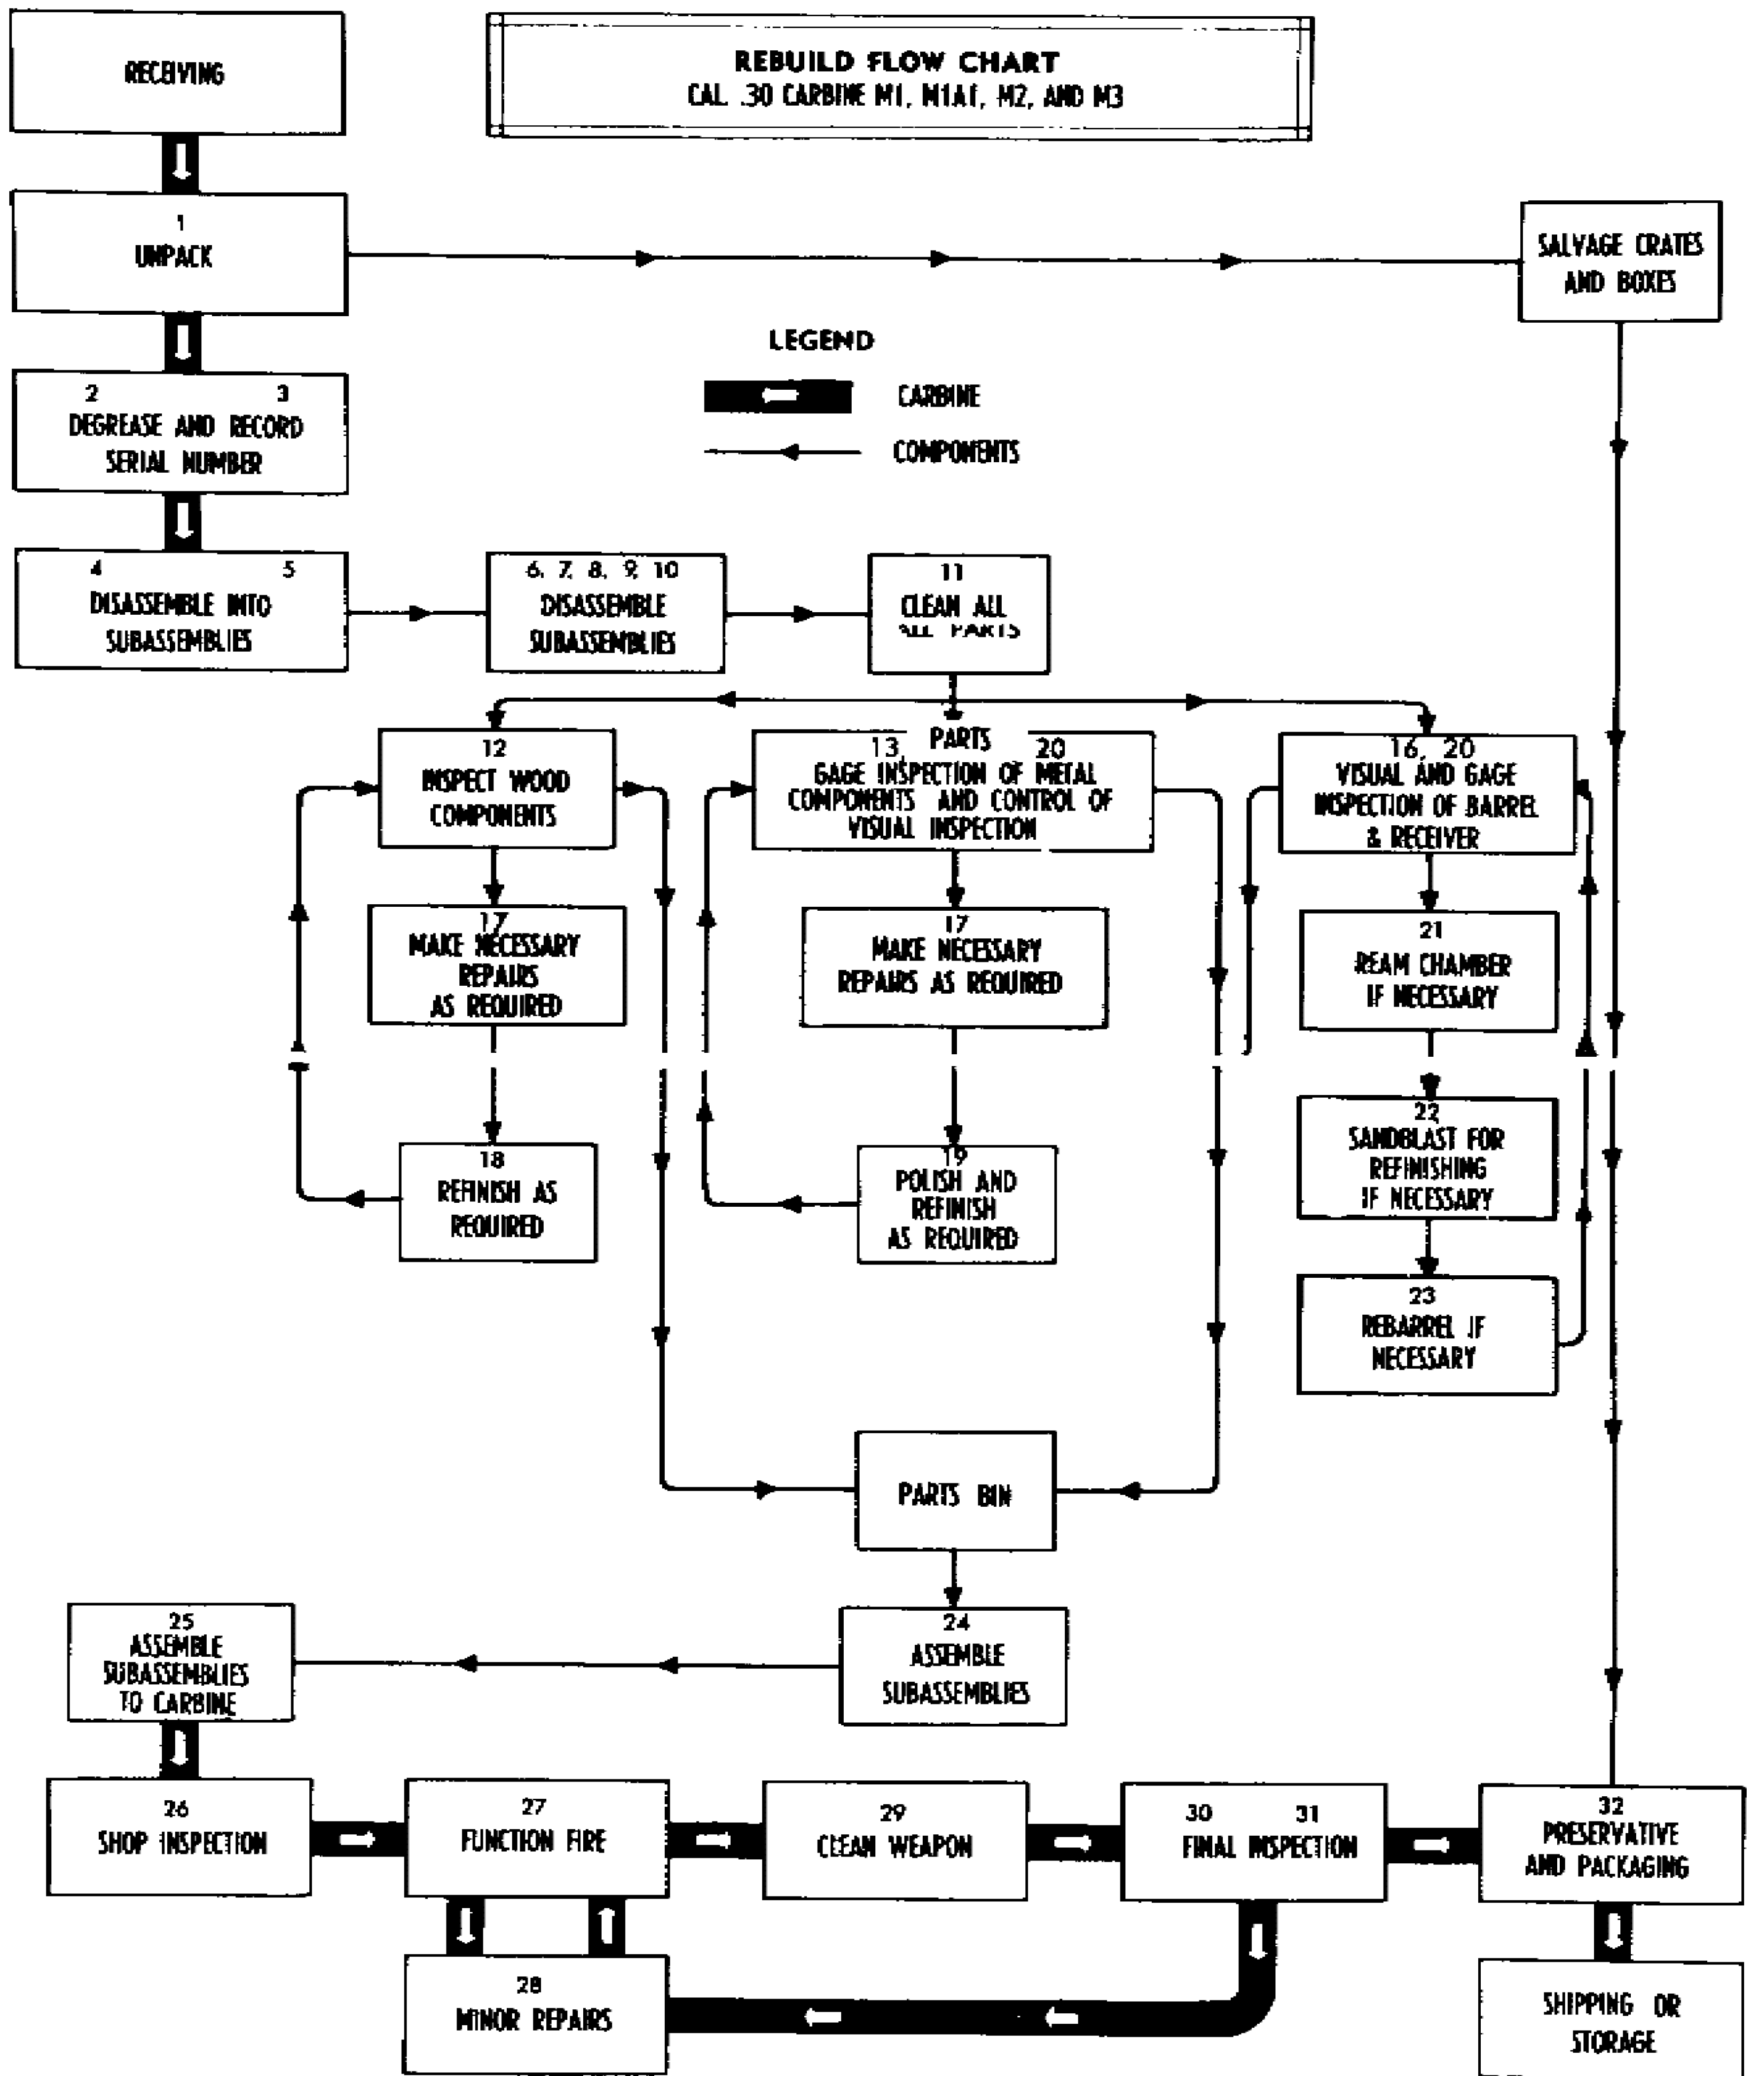 RECEIVING
REBUILD FLOW CHART
CAL .30 CARBINE M1, M1A1, M2, AND M3
1
UNPACK
SALVAGE CRATES
AND BOXES
LEGEND
CARBINE
COMPONENTS
2 3
DEGREASE AND RECORD
SERIAL NUMBER
4 5
DISASSEMBLE INTO
SUBASSEMBLIES
6, 7, 8, 9, 10
DISASSEMBLE
SUBASSEMBLIES
11
CLEAN ALL
ALL PARTS
12
INSPECT WOOD
COMPONENTS
PARTS
13, 20
GAGE INSPECTION OF METAL
COMPONENTS AND CONTROL OF
VISUAL INSPECTION
16, 20
VISUAL AND GAGE
INSPECTION OF BARREL
& RECEIVER
17
MAKE NECESSARY
REPAIRS
AS REQUIRED
17
MAKE NECESSARY
REPAIRS AS REQUIRED
21
REAM CHAMBER
IF NECESSARY
18
REFINISH AS
REQUIRED
19
POLISH AND
REFINISH
AS REQUIRED
22
SANDBLAST FOR
REFINISHING
IF NECESSARY
23
REBARREL IF
NECESSARY
PARTS BIN
24
ASSEMBLE
SUBASSEMBLIES
25
ASSEMBLE
SUBASSEMBLIES
TO CARBINE
26
SHOP INSPECTION
27
FUNCTION FIRE
29
CLEAN WEAPON
30 31
FINAL INSPECTION
32
PRESERVATIVE
AND PACKAGING
28
MINOR REPAIRS
SHIPPING OR
STORAGE